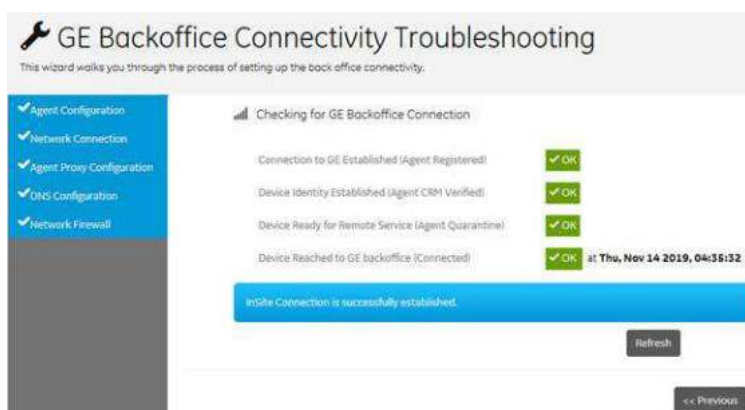 GE Backoffice Connectivity Troubleshooting
This wizard walks you through the process of setting up the back office connectivity.
Agent Configuration
Network Connection
Agent Proxy Configuration
DNS Configuration
Network Firewall
Checking for GE Backoffice Connection
Connection to GE Established (Agent Registered) OK
Device Identity Established (Agent CRM Verified) OK
Device Ready for Remote Service (Agent Quarantine) OK
Device Reached to GE backoffice (Connected) OK at Thu, Nov 14 2019, 04:35:32
InSite Connection is successfully established.
Refresh
<< Previous